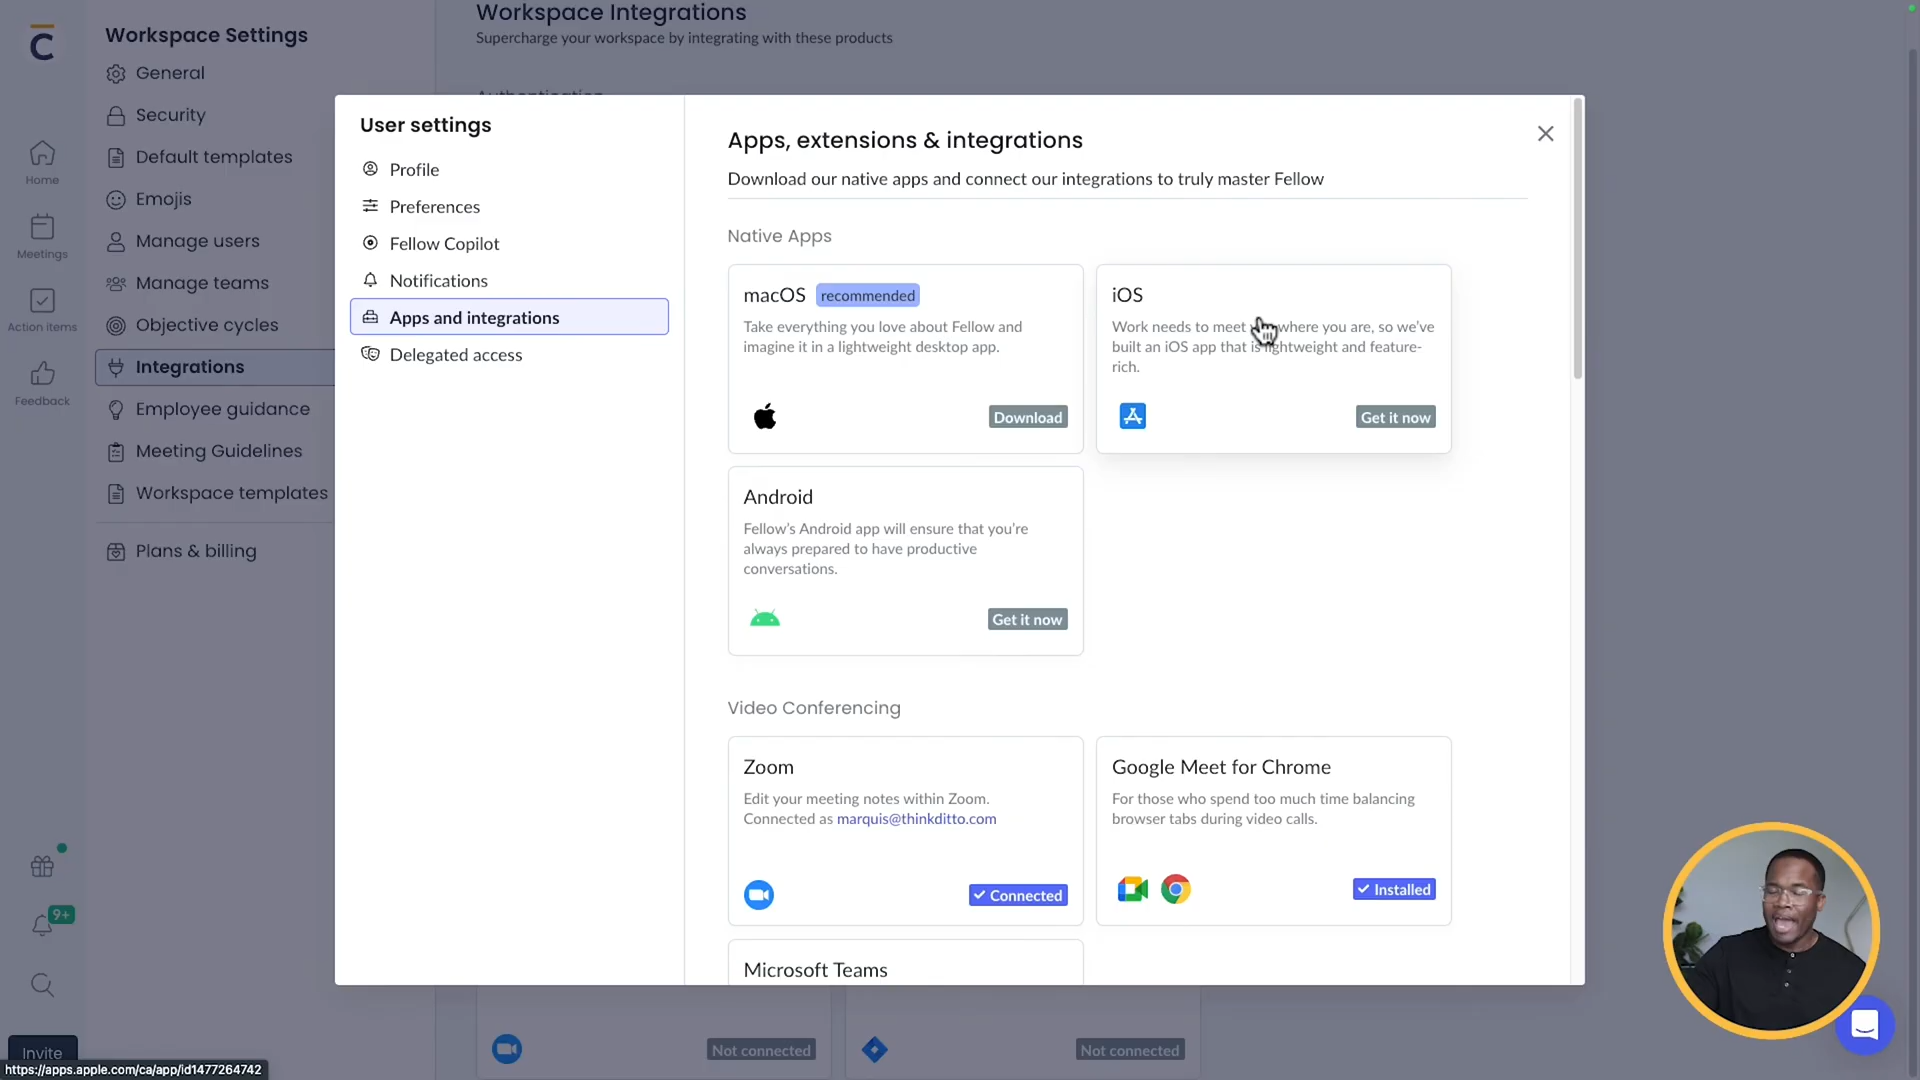 Workspace Settings
General
Security
Default templates
Emojis
Manage users
Manage teams
Objective cycles
Integrations
Employee guidance
Meeting Guidelines
Workspace templates
Plans & billing
Home
Meetings
Action items
Feedback
9+
Invite
https://apps.apple.com/ca/app/id1477264742
Workspace Integrations
Supercharge your workspace by integrating with these products
User settings
Profile
Preferences
Fellow Copilot
Notifications
Apps and integrations
Delegated access
Apps, extensions & integrations
Download our native apps and connect our integrations to truly master Fellow
Native Apps
macOS recommended
Take everything you love about Fellow and
imagine it in a lightweight desktop app.
Download
iOS
Work needs to meet where you are, so we've
built an iOS app that is lightweight and feature-
rich.
Get it now
Android
Fellow's Android app will ensure that you're
always prepared to have productive
conversations.
Get it now
Video Conferencing
Zoom
Edit your meeting notes within Zoom.
Connected as marquis@thinkditto.com
Connected
Google Meet for Chrome
For those who spend too much time balancing
browser tabs during video calls.
Installed
Microsoft Teams
Not connected
Not connected